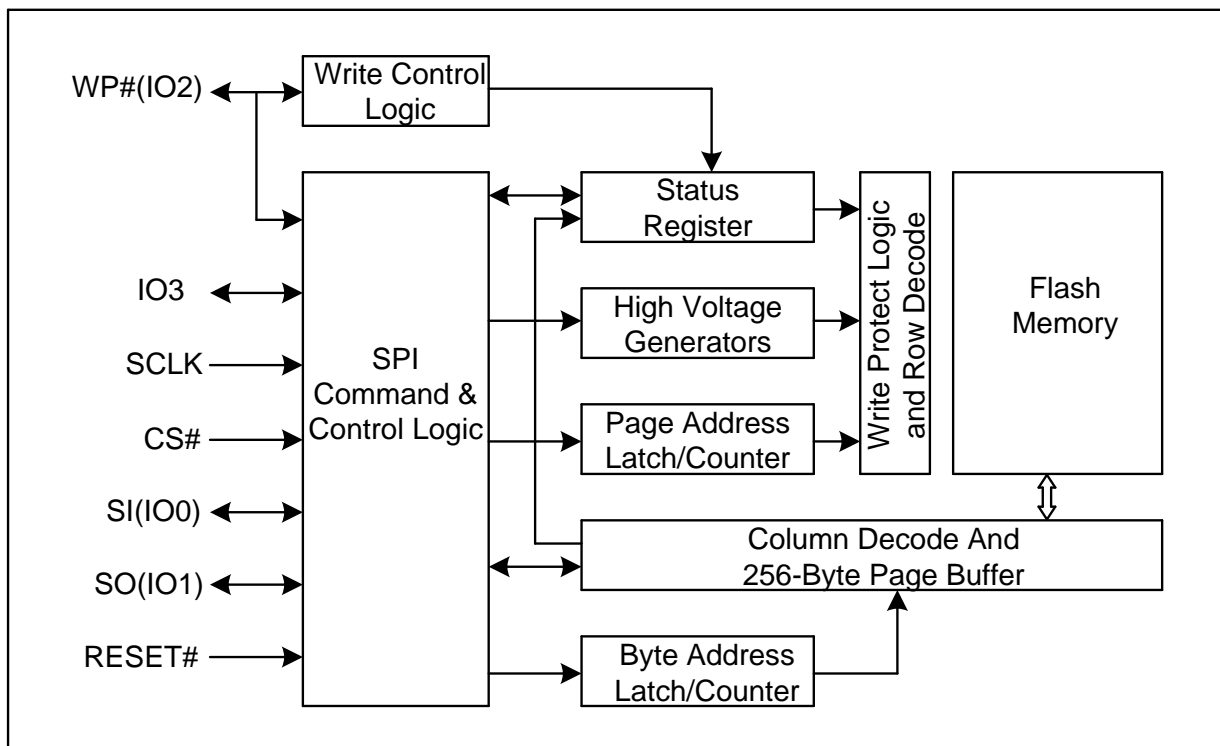 WP#(IO2)
Write Control
Logic
Status
Register
IO3
High Voltage
Generators
SCLK
SPI
Command &
Control Logic
CS#
Page Address
Latch/Counter
Write Protect Logic
and Row Decode
Flash
Memory
SI(IO0)
Column Decode And
256-Byte Page Buffer
SO(IO1)
RESET#
Byte Address
Latch/Counter